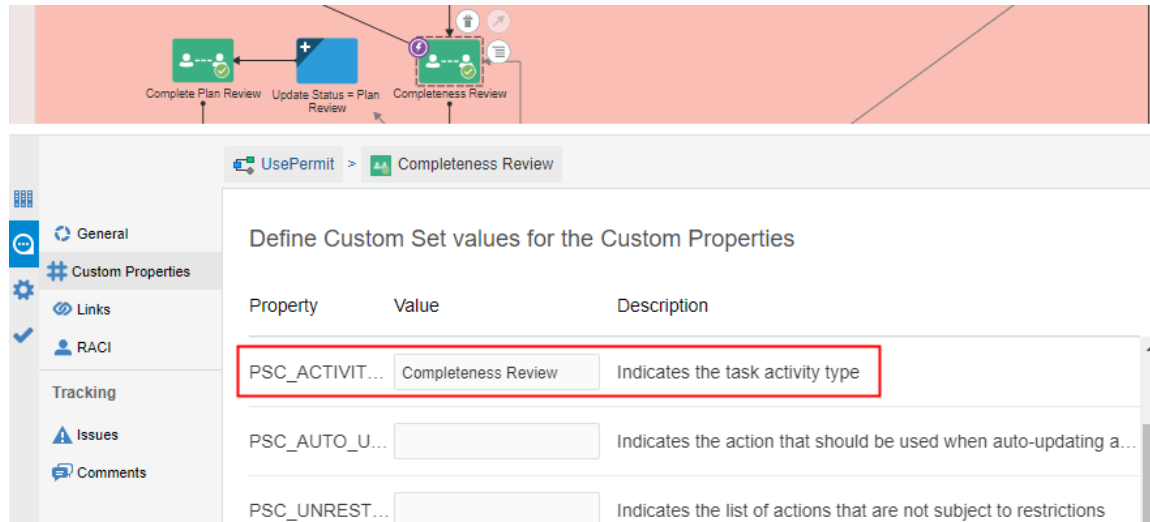 Complete Plan Review
Update Status = Plan
Review
Completeness Review
UsePermit > Completeness Review
General
Custom Properties
Links
RACI
Tracking
Issues
Comments
Define Custom Set values for the Custom Properties
Property Value Description
PSC_ACTIVIT... Completeness Review Indicates the task activity type
PSC_AUTO_U... Indicates the action that should be used when auto-updating a...
PSC_UNREST... Indicates the list of actions that are not subject to restrictions